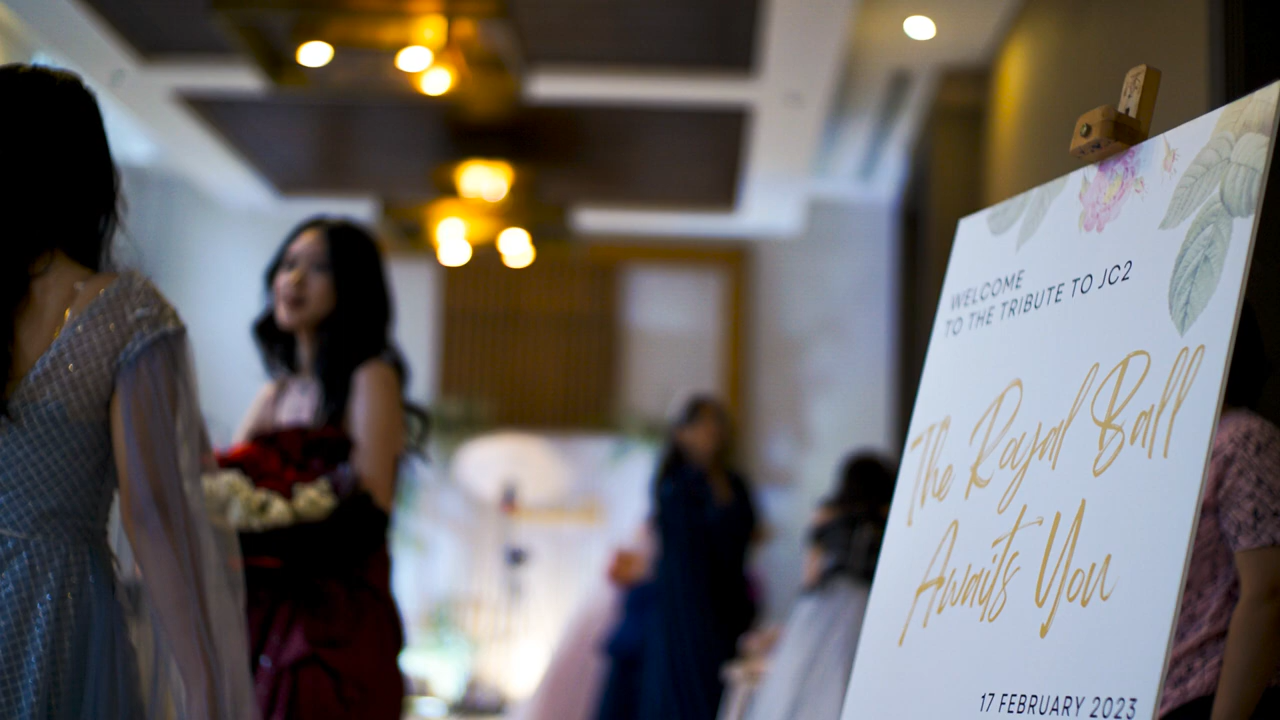 WELCOME
TO THE TRIBUTE TO JC2
The Royal Ball
Awaits You
17 FEBRUARY 2023